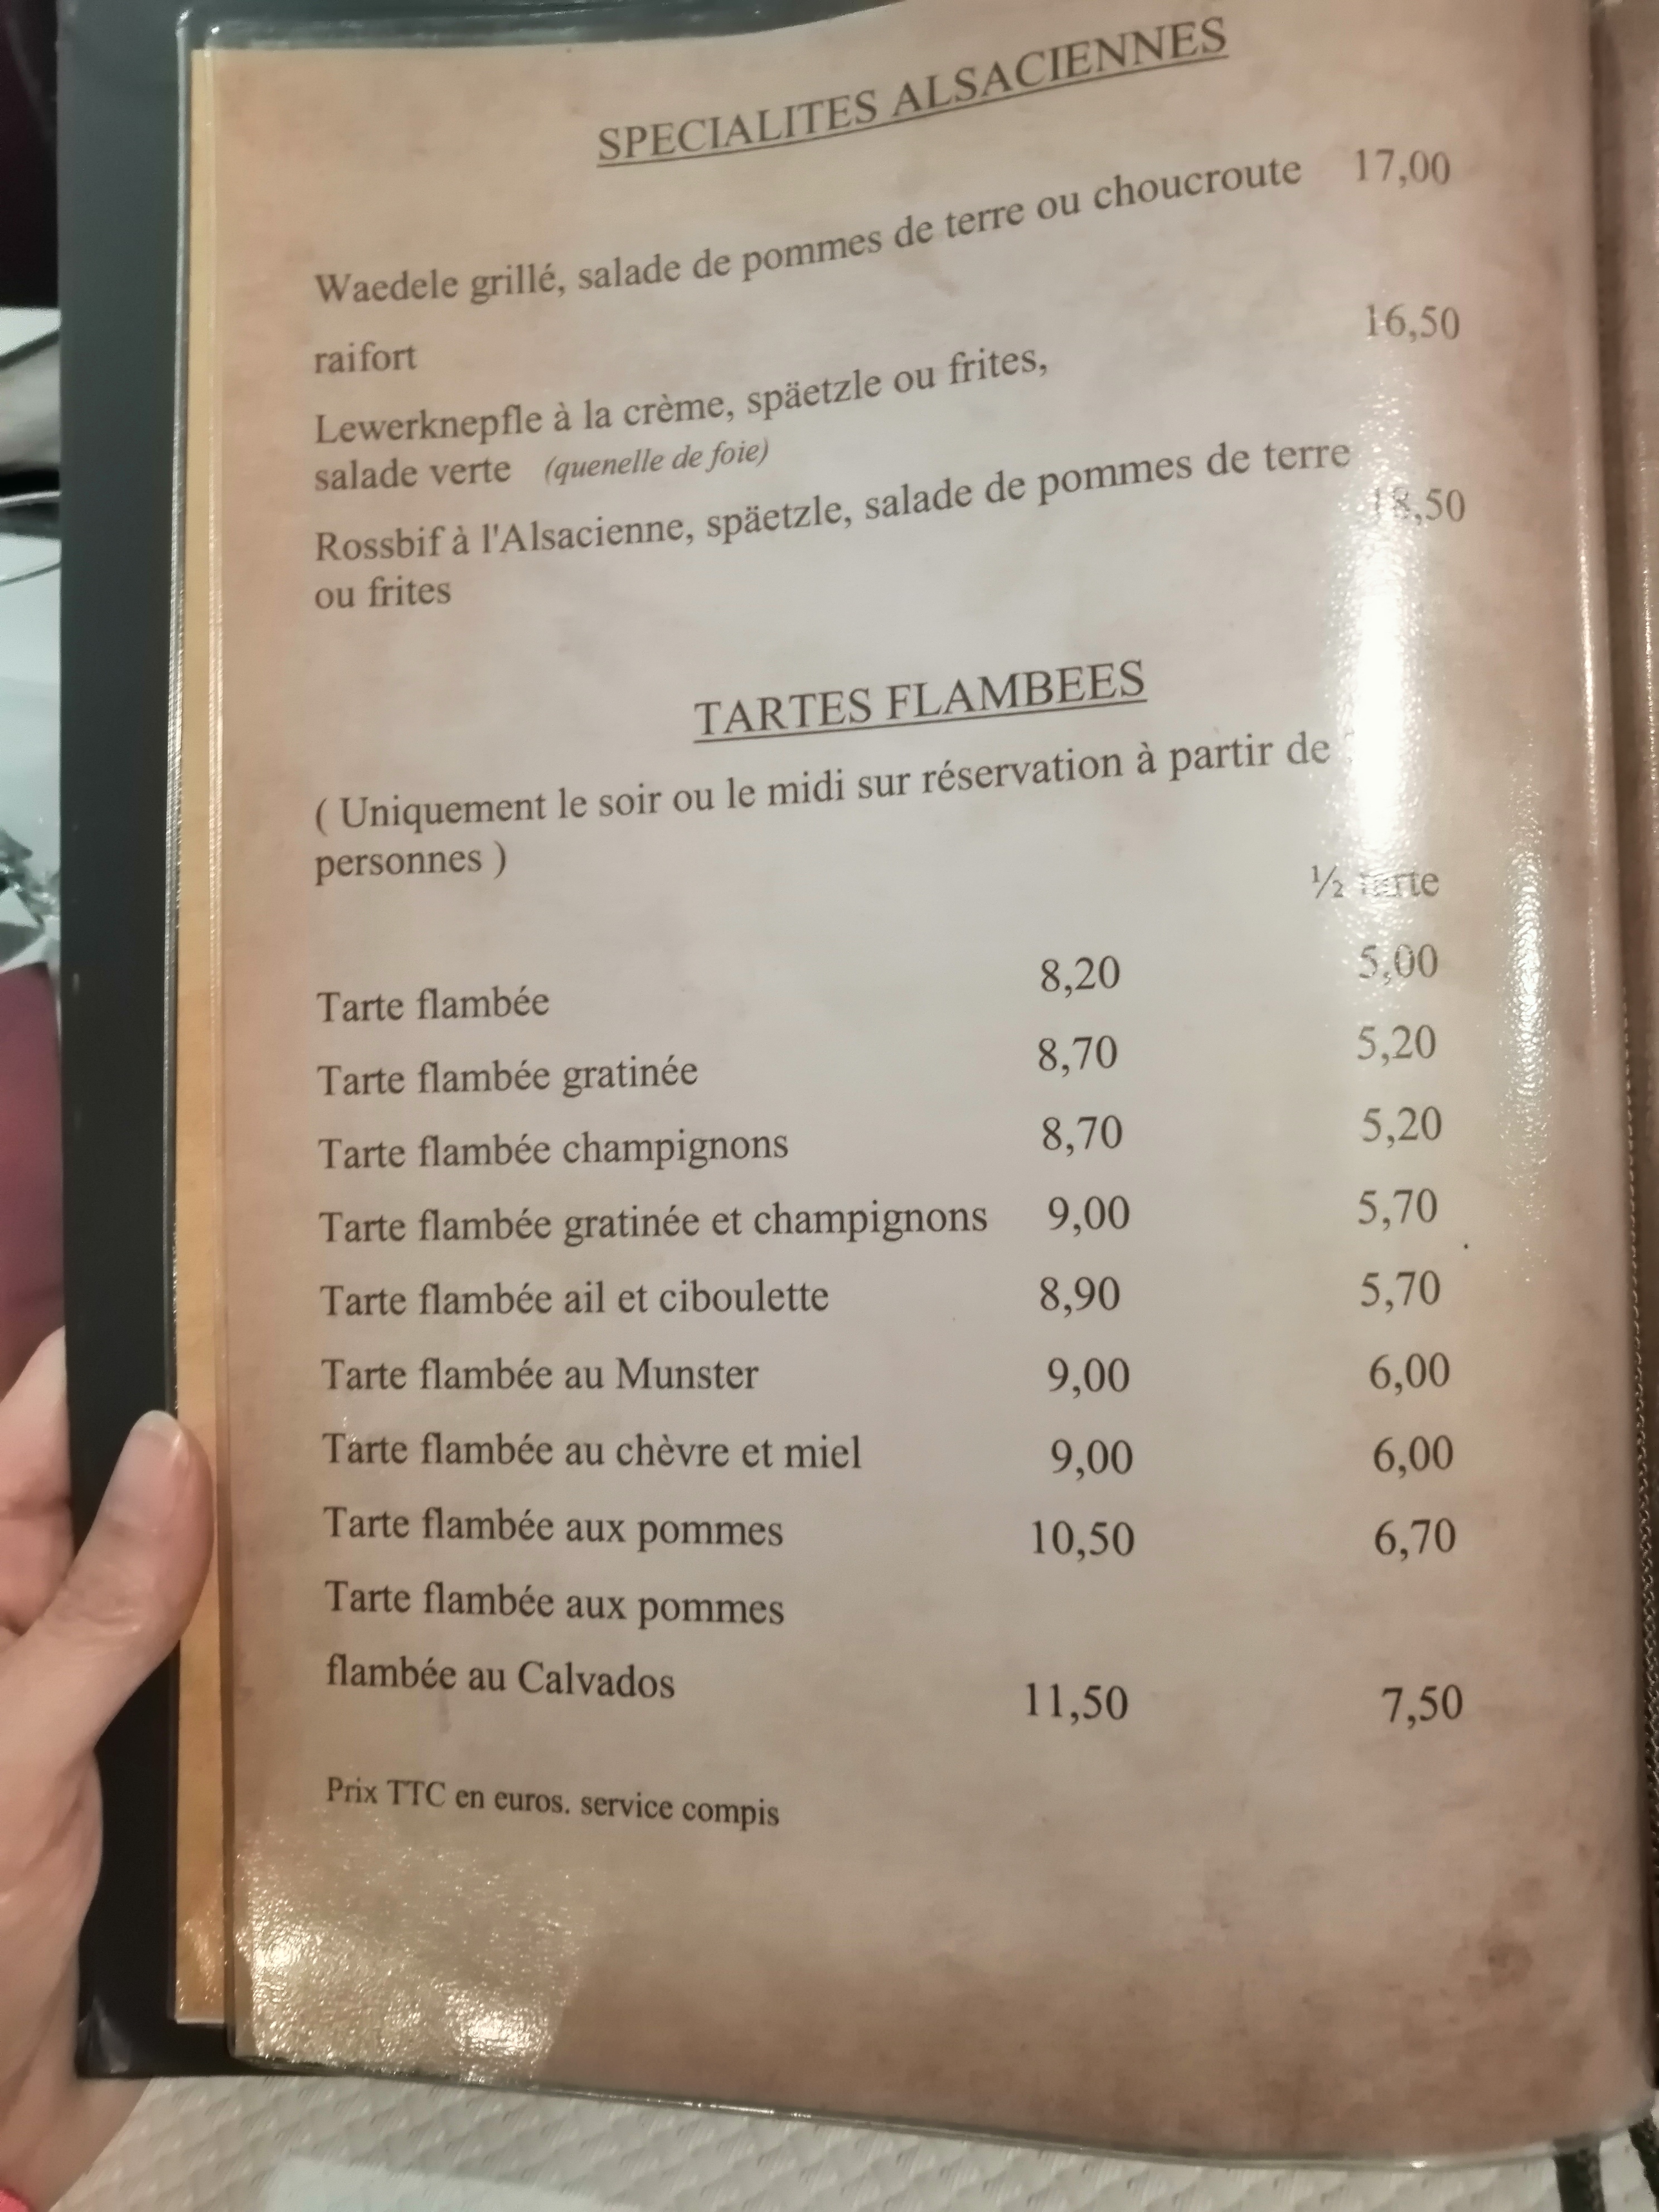 SPECIALITES ALSACIENNES
Waedele grillé, salade de pommes de terre ou choucroute 17,00
raifort
Lewerknepfle à la crème, späetzle ou frites, 16,50
salade verte (quenelle de foie)
Rossbif à l'Alsacienne, späetzle, salade de pommes de terre 18,50
ou frites
TARTES FLAMBEES
( Uniquement le soir ou le midi sur réservation à partir de
personnes )
½ tarte
Tarte flambée 8,20 5,00
Tarte flambée gratinée 8,70 5,20
Tarte flambée champignons 8,70 5,20
Tarte flambée gratinée et champignons 9,00 5,70
Tarte flambée ail et ciboulette 8,90 5,70
Tarte flambée au Munster 9,00 6,00
Tarte flambée au chèvre et miel 9,00 6,00
Tarte flambée aux pommes 10,50 6,70
Tarte flambée aux pommes
flambée au Calvados 11,50 7,50
Prix TTC en euros. service compis